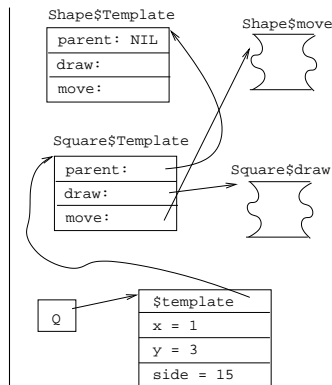 Shape$Template
parent: NIL
draw:
move:
Shape$move
Square$Template
parent:
draw:
move:
Square$draw
Q
$template
x = 1
y = 3
side = 15